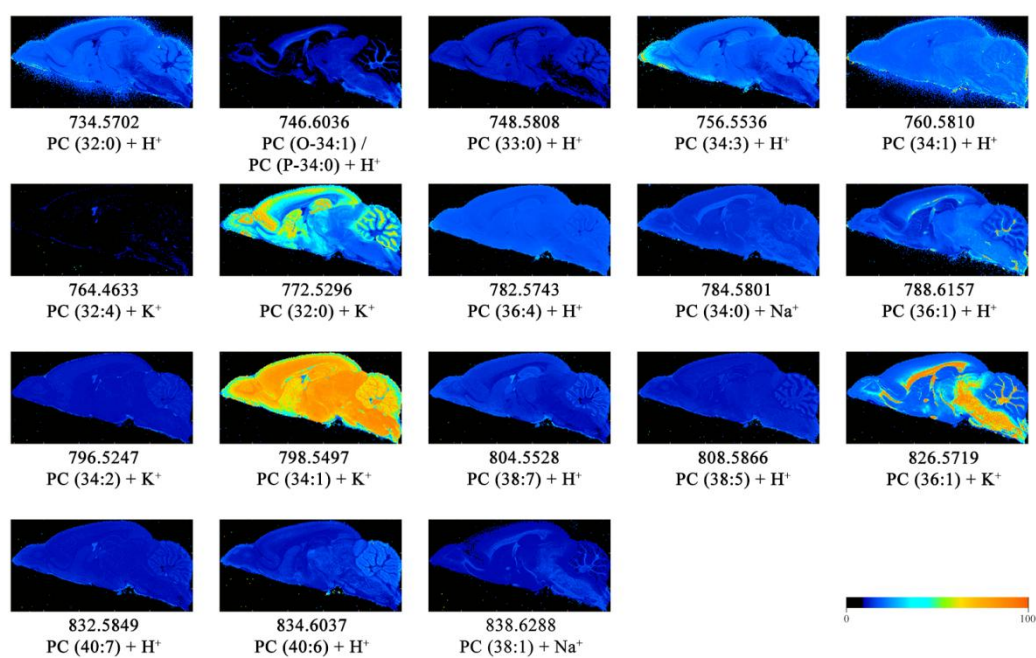 734.5702
PC (32:0) + H⁺
746.6036
PC (O-34:1) /
PC (P-34:0) + H⁺
748.5808
PC (33:0) + H⁺
756.5536
PC (34:3) + H⁺
760.5810
PC (34:1) + H⁺
764.4633
PC (32:4) + K⁺
772.5296
PC (32:0) + K⁺
782.5743
PC (36:4) + H⁺
784.5801
PC (34:0) + Na⁺
788.6157
PC (36:1) + H⁺
796.5247
PC (34:2) + K⁺
798.5497
PC (34:1) + K⁺
804.5528
PC (38:7) + H⁺
808.5866
PC (38:5) + H⁺
826.5719
PC (36:1) + K⁺
832.5849
PC (40:7) + H⁺
834.6037
PC (40:6) + H⁺
838.6288
PC (38:1) + Na⁺
0 100